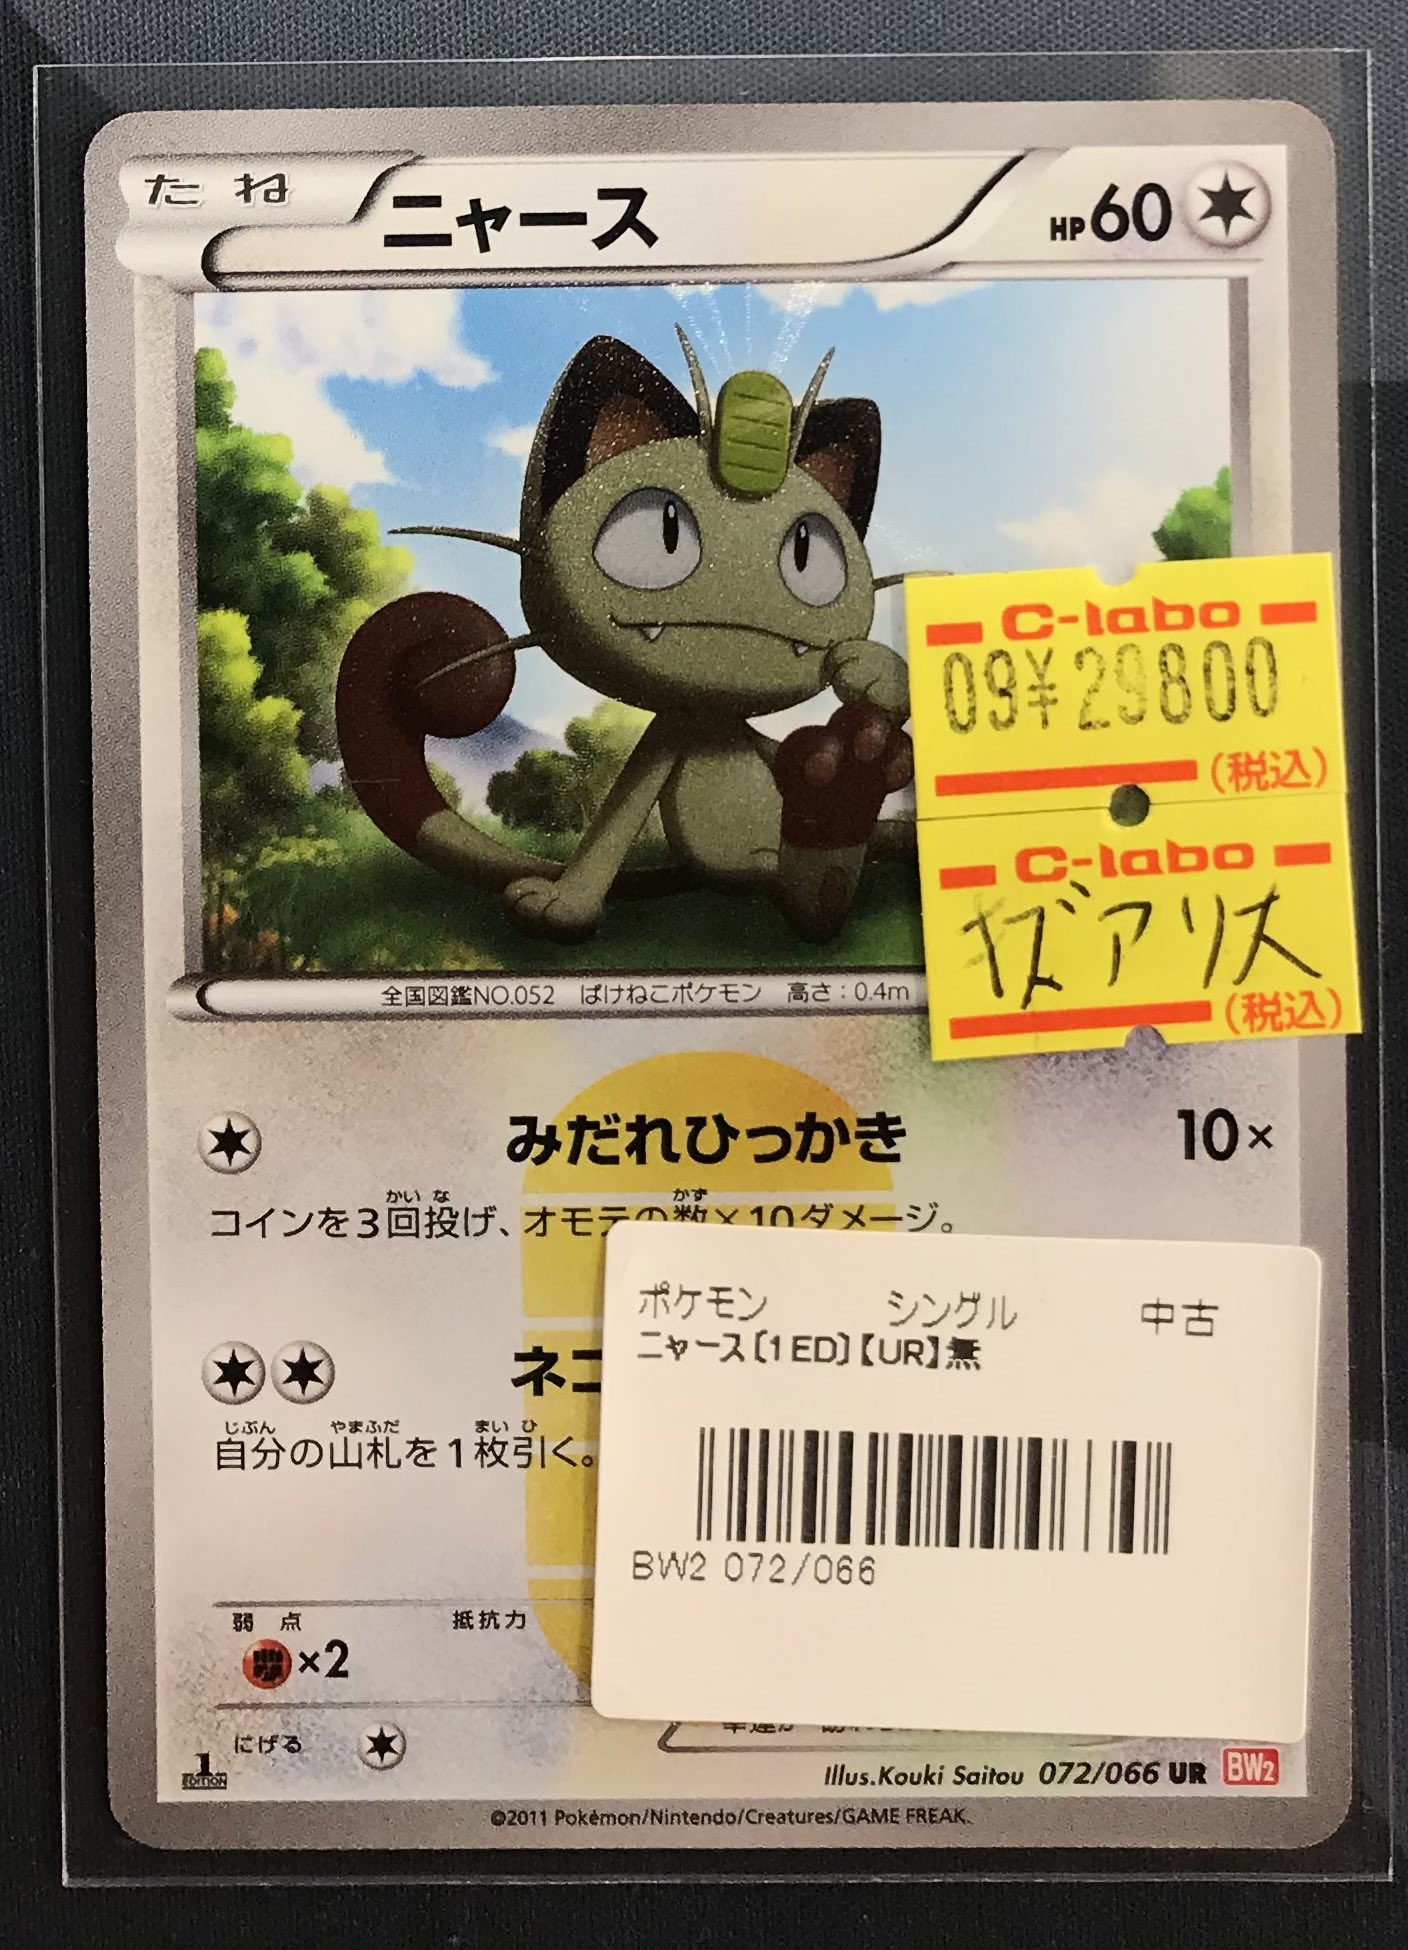 たね
ニャース
HP60
C-labo
09¥29800
(税込)
C-labo
キズアリ大
(税込)
全国図鑑NO.052 ばけねこポケモン 高さ:0.4m
みだれひっかき 10×
コインを3回投げ、オモテの数×10ダメージ。
ネコ
自分の山札を1枚引く。
ポケモン シングル 中古
ニャース〔1ED〕【UR】無
BW2 072/066
弱点 抵抗力
×2
にげる
1 EDITION
Illus.Kouki Saitou 072/066 UR BW2
©2011 Pokémon/Nintendo/Creatures/GAME FREAK.